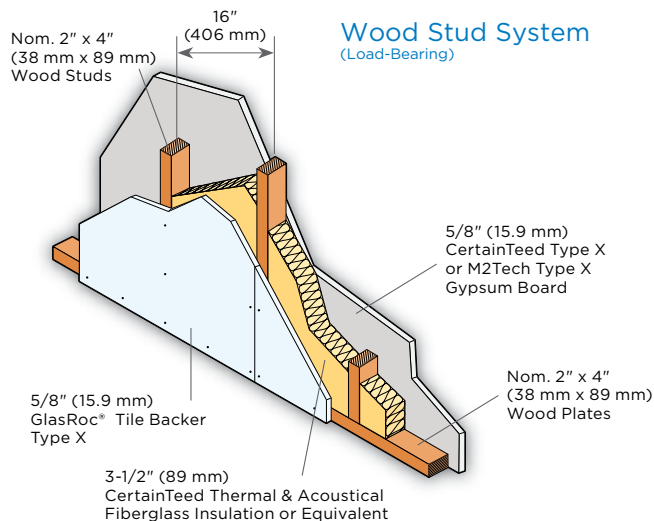 Wood Stud System
(Load-Bearing)
16"
(406 mm)
Nom. 2" x 4"
(38 mm x 89 mm)
Wood Studs
5/8" (15.9 mm)
CertainTeed Type X
or M2Tech Type X
Gypsum Board
Nom. 2" x 4"
(38 mm x 89 mm)
Wood Plates
5/8" (15.9 mm)
GlasRoc® Tile Backer
Type X
3-1/2" (89 mm)
CertainTeed Thermal & Acoustical
Fiberglass Insulation or Equivalent